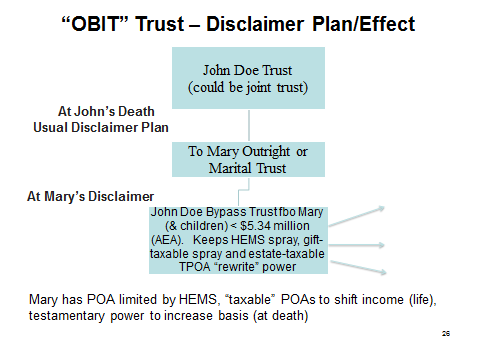 “OBIT” Trust – Disclaimer Plan/Effect
John Doe Trust
(could be joint trust)
At John’s Death
Usual Disclaimer Plan
To Mary Outright or
Marital Trust
At Mary’s Disclaimer
John Doe Bypass Trust fbo Mary
(& children) < $5.34 million
(AEA). Keeps HEMS spray, gift-
taxable spray and estate-taxable
TPOA “rewrite” power
Mary has POA limited by HEMS, “taxable” POAs to shift income (life),
testamentary power to increase basis (at death)
26